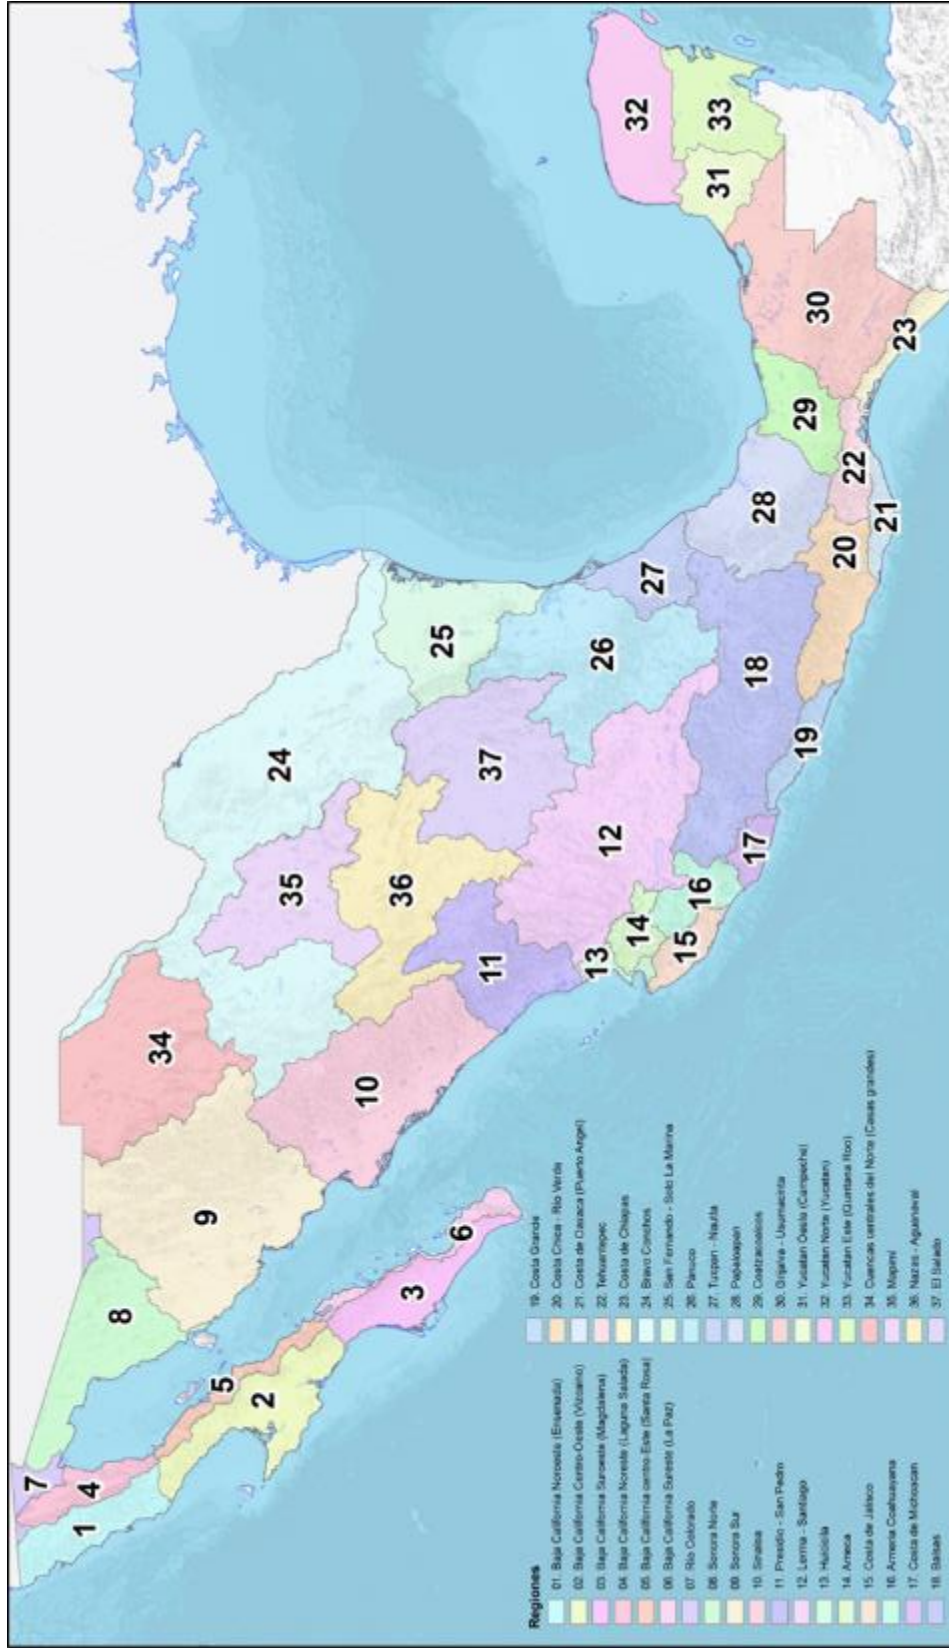 7
1
4
8
5
2
9
34
3
6
10
24
35
36
11
37
25
12
13
14
15
16
17
26
27
18
19
28
20
21
22
29
30
23
31
32
33
Regiones
01. Baja California Noroeste (Ensenada)
02. Baja California Centro-Oeste (Vizcaíno)
03. Baja California Suroeste (Magdalena)
04. Baja California Noreste (Laguna Salada)
05. Baja California centro-Este (Santa Rosa)
06. Baja California Sureste (La Paz)
07. Río Colorado
08. Sonora Norte
09. Sonora Sur
10. Sinaloa
11. Presidio - San Pedro
12. Lerma - Santiago
13. Huicicila
14. Ameca
15. Costa de Jalisco
16. Armería Coahuayana
17. Costa de Michoacan
18. Balsas
19. Costa Grande
20. Costa Chica - Río Verde
21. Costa de Oaxaca (Puerto Angel)
22. Tehuantepec
23. Costa de Chiapas
24. Bravo Conchos
25. San Fernando - Soto La Marina
26. Pánuco
27. Tuxpan - Nautla
28. Papaloapan
29. Coatzacoalcos
30. Grijalva - Usumacinta
31. Yucatan Oeste (Campeche)
32. Yucatan Norte (Yucatan)
33. Yucatan Este (Quintana Roo)
34. Cuencas centrales del Norte (Casas grandes)
35. Mapimí
36. Nazas - Aguanaval
37. El Salado